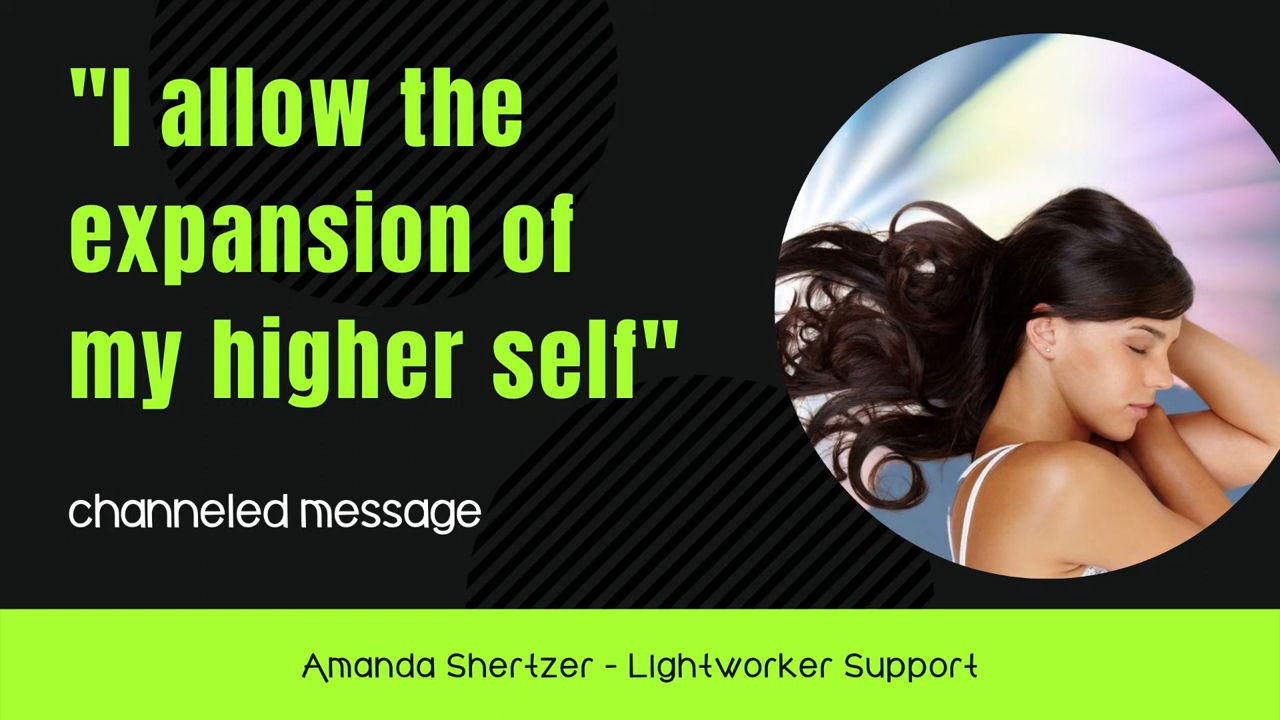 "I allow the
expansion of
my higher self"
channeled message
Amanda Shertzer - Lightworker Support